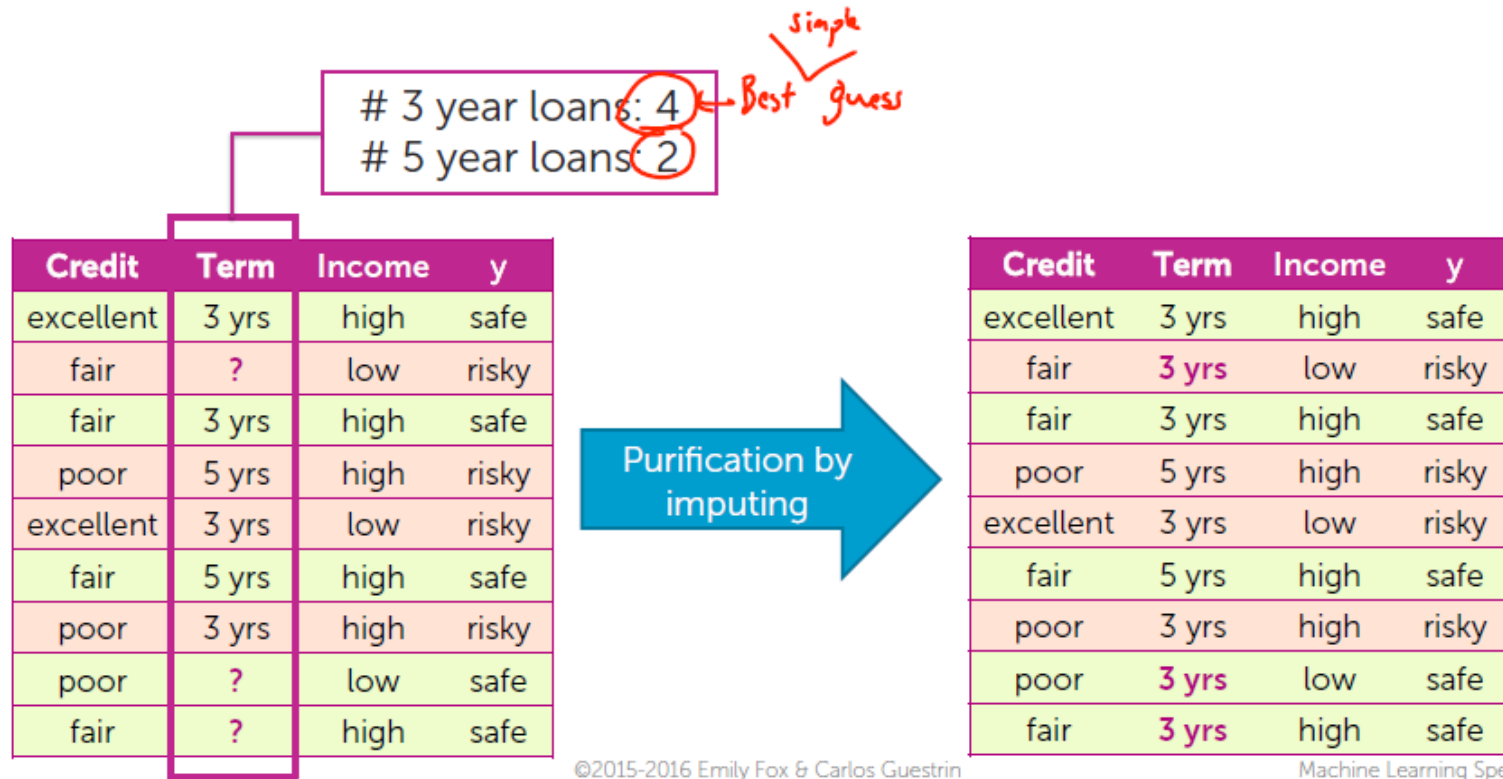 simple
# 3 year loans: 4 Best guess
# 5 year loans: 2
Credit Term Income y
excellent 3 yrs high safe
fair ? low risky
fair 3 yrs high safe
poor 5 yrs high risky
excellent 3 yrs low risky
fair 5 yrs high safe
poor 3 yrs high risky
poor ? low safe
fair ? high safe
Purification by
imputing
Credit Term Income y
excellent 3 yrs high safe
fair 3 yrs low risky
fair 3 yrs high safe
poor 5 yrs high risky
excellent 3 yrs low risky
fair 5 yrs high safe
poor 3 yrs high risky
poor 3 yrs low safe
fair 3 yrs high safe
©2015-2016 Emily Fox & Carlos Guestrin
Machine Learning Spe